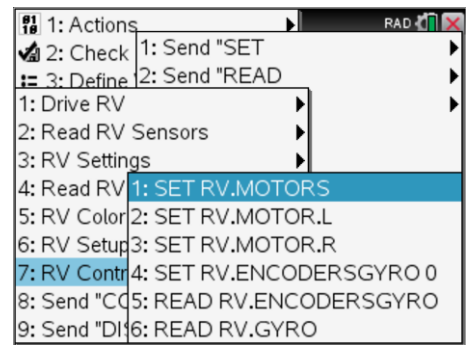 1: Actions
RAD
2: Check
3: Define
1: Send "SET
2: Send "READ
1: Drive RV
2: Read RV Sensors
3: RV Settings
4: Read RV
5: RV Color
6: RV Setup
7: RV Contr
8: Send "CO
9: Send "DIS
1: SET RV.MOTORS
2: SET RV.MOTOR.L
3: SET RV.MOTOR.R
4: SET RV.ENCODERSGYRO 0
5: READ RV.ENCODERSGYRO
6: READ RV.GYRO